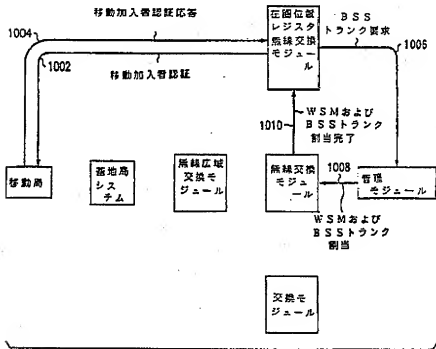 1004
移動加入者認証応答
1002
移動加入者認証
在圏位置
レジスタ
無線交換
モジュール
BSS
トランク要求
1006
1010
WSMおよび
BSSトランク
割当完了
移動局
基地局
システム
無線広域
交換モ
ジュール
無線交換
モジュ
ール
1008
管理
モジュール
WSMおよび
BSSトランク
割当
交換モ
ジュール